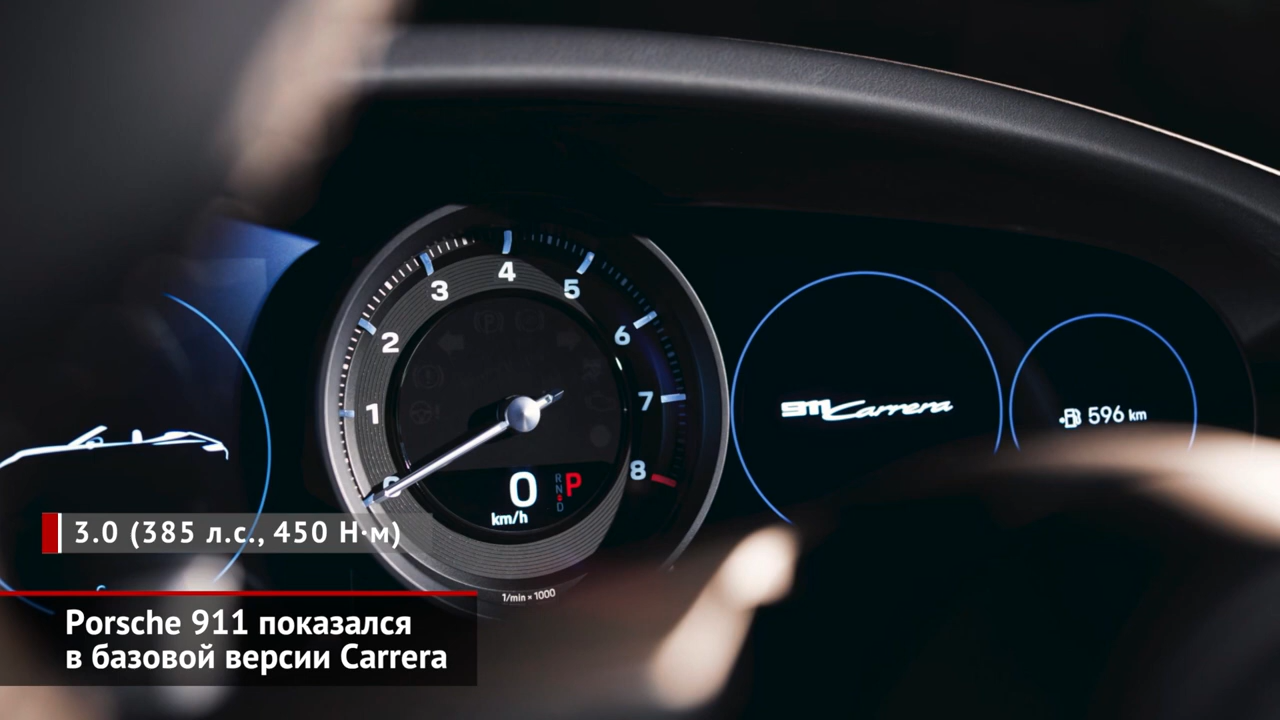 4
3
5
2
6
1
7
0
8
0
km/h
R
N
D
P
1/min × 1000
911 Carrera
596 km
3.0 (385 л.с., 450 Н·м)
Porsche 911 показался
в базовой версии Carrera